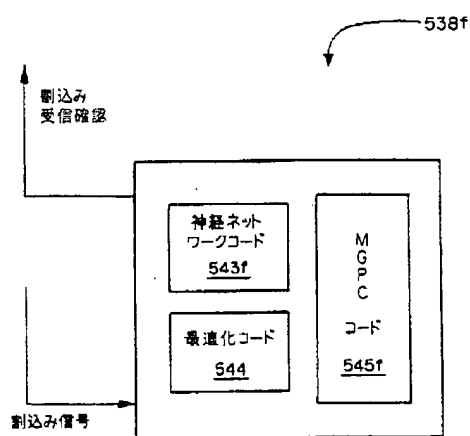 538f
割込み
受信確認
神経ネット
ワークコード
543f
最適化コード
544
M
G
P
C
コード
545f
割込み信号